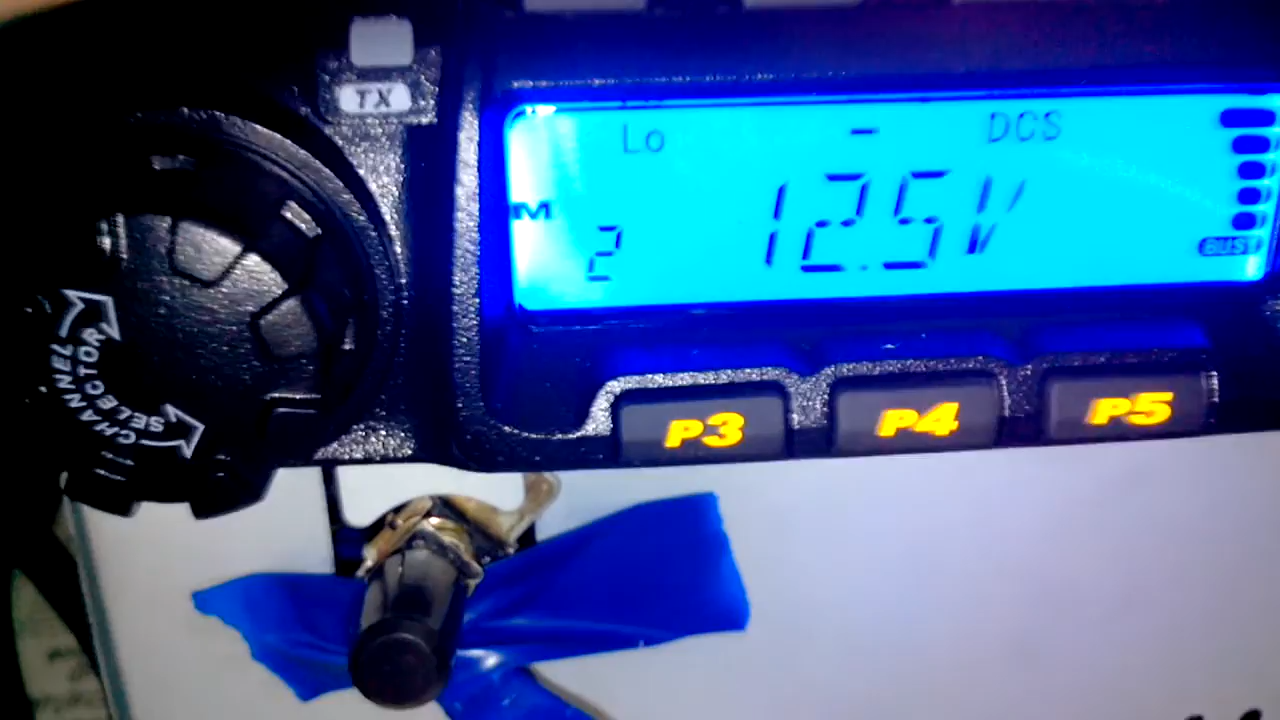 TX
Lo - DCS
M 2 12.5V
BUSY
P3 P4 P5
CHANNEL
SELECTOR